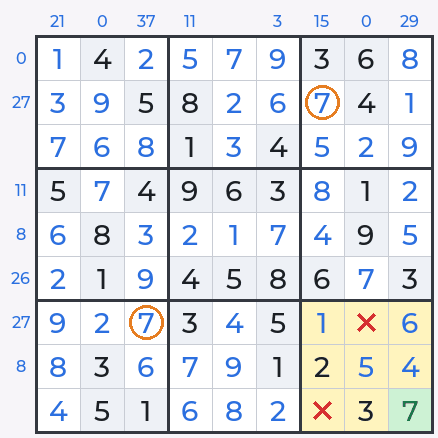 21 0 37 11 3 15 0 29
0 1 4 2 5 7 9 3 6 8
27 3 9 5 8 2 6 7 4 1
7 6 8 1 3 4 5 2 9
11 5 7 4 9 6 3 8 1 2
8 6 8 3 2 1 7 4 9 5
26 2 1 9 4 5 8 6 7 3
27 9 2 7 3 4 5 1 6
8 8 3 6 7 9 1 2 5 4
4 5 1 6 8 2 3 7